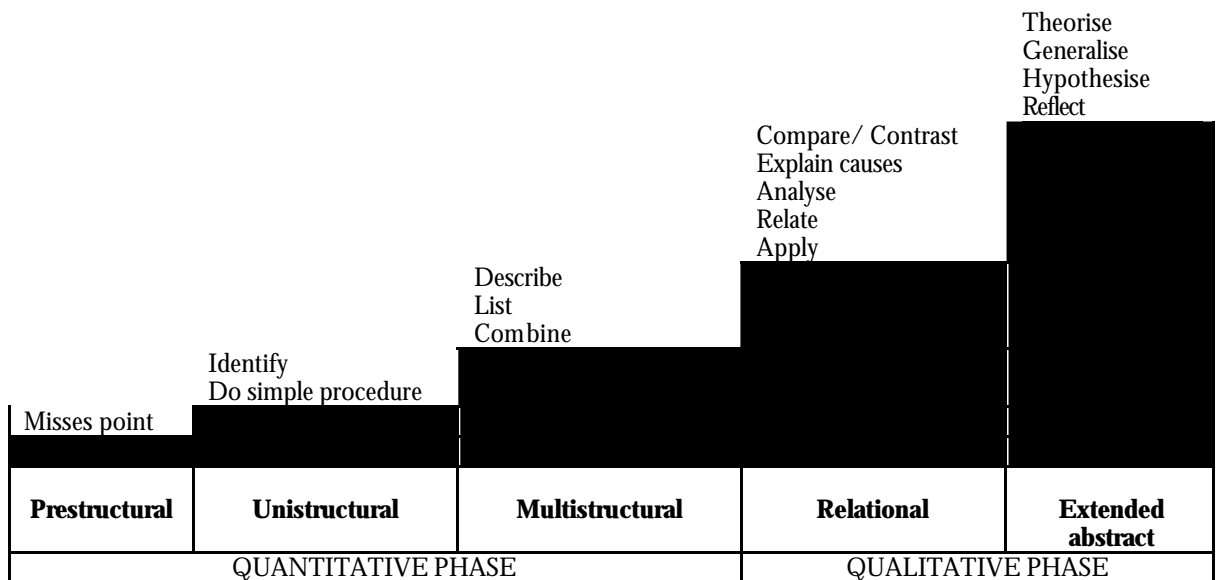 Theorise
Generalise
Hypothesise
Reflect
Compare/ Contrast
Explain causes
Analyse
Relate
Apply
Describe
List
Combine
Identify
Do simple procedure
Misses point
Prestructural
Unistructural
Multistructural
Relational
Extended
abstract
QUANTITATIVE PHASE
QUALITATIVE PHASE